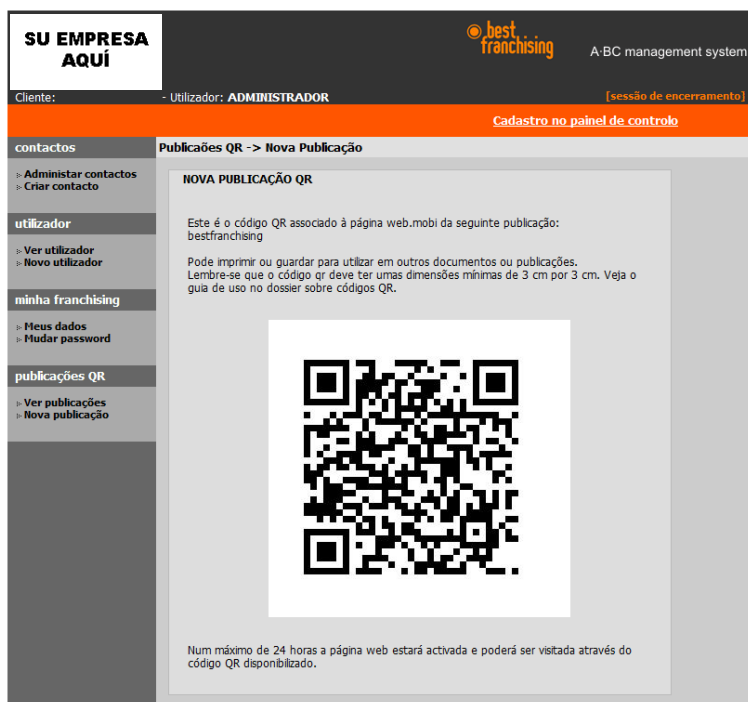 SU EMPRESA
AQUÍ
best
franchising
A·BC management system
Cliente:
- Utilizador: ADMINISTRADOR
[sessão de encerramento]
Cadastro no painel de controlo
contactos
Publicaões QR -> Nova Publicação
» Administar contactos
» Criar contacto
utilizador
» Ver utilizador
» Novo utilizador
minha franchising
» Meus dados
» Mudar password
publicações QR
» Ver publicações
» Nova publicação
NOVA PUBLICAÇÃO QR
Este é o código QR associado à página web.mobi da seguinte publicação:
bestfranchising
Pode imprimir ou guardar para utilizar em outros documentos ou publicações.
Lembre-se que o código qr deve ter umas dimensões mínimas de 3 cm por 3 cm. Veja o
guia de uso no dossier sobre códigos QR.
Num máximo de 24 horas a página web estará activada e poderá ser visitada através do
código QR disponibilizado.